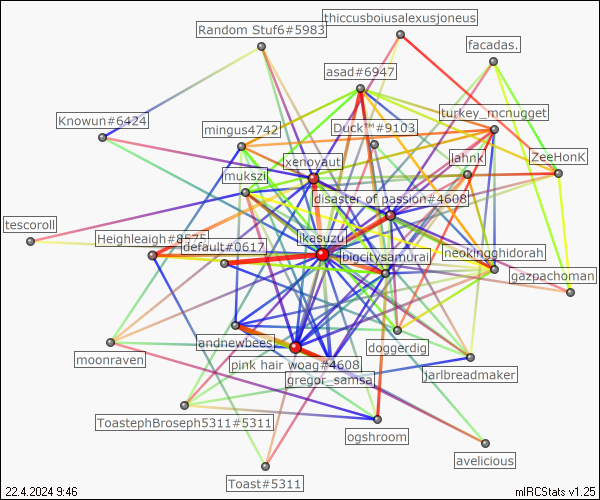 thiccusboiusalexusjoneus
Random Stuf6#5983
facadas.
asad#6947
turkey_mcnugget
Knowun#6424
mingus4742
Duck™#9103
xenoyaut
lahnk
ZeeHonK
mukszi
disaster of passion#4608
tescoroll
Heighleaigh#8575
ikasuzu
default#0617
bigcitysamurai
neokingghidorah
gazpachoman
andnewbees
doggerdig
moonraven
pink hair woag#4608
jarlbreadmaker
gregor_samsa
ToastephBroseph5311#5311
ogshroom
avelicious
Toast#5311
22.4.2024 9:46
mIRCStats v1.25